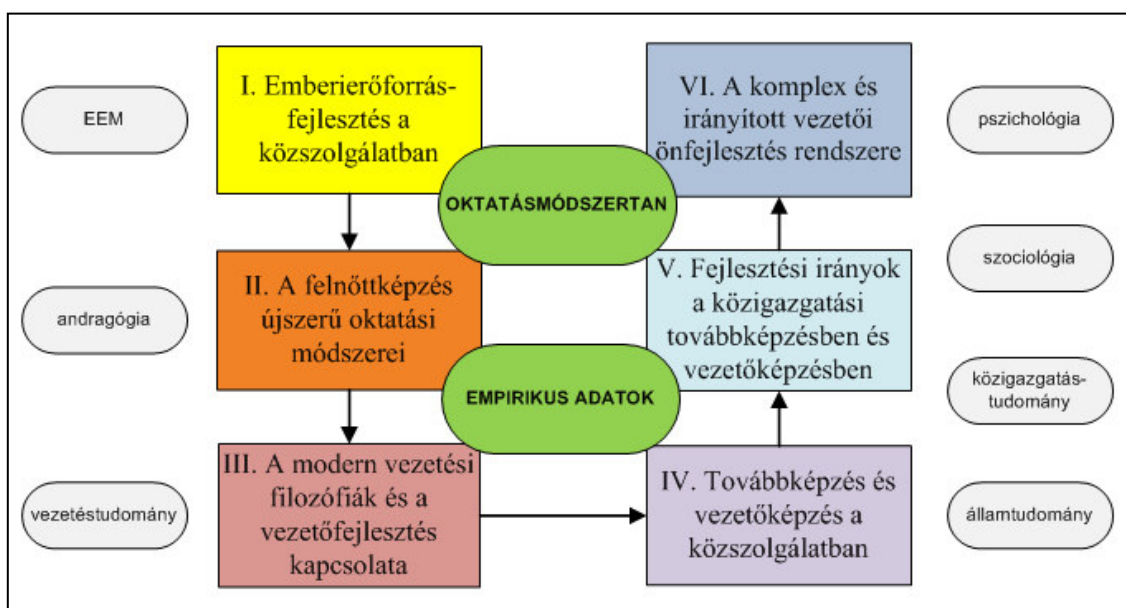 EEM
andragógia
vezetéstudomány
I. Emberierőforrás-
fejlesztés a
közszolgálatban
II. A felnőttképzés
újszerű oktatási
módszerei
III. A modern vezetési
filozófiák és a
vezetőfejlesztés
kapcsolata
OKTATÁSMÓDSZERTAN
EMPIRIKUS ADATOK
IV. Továbbképzés és
vezetőképzés a
közszolgálatban
V. Fejlesztési irányok
a közigazgatási
továbbképzésben és
vezetőképzésben
VI. A komplex és
irányított vezetői
önfejlesztés rendszere
pszichológia
szociológia
közigazgatás-
tudomány
államtudomány